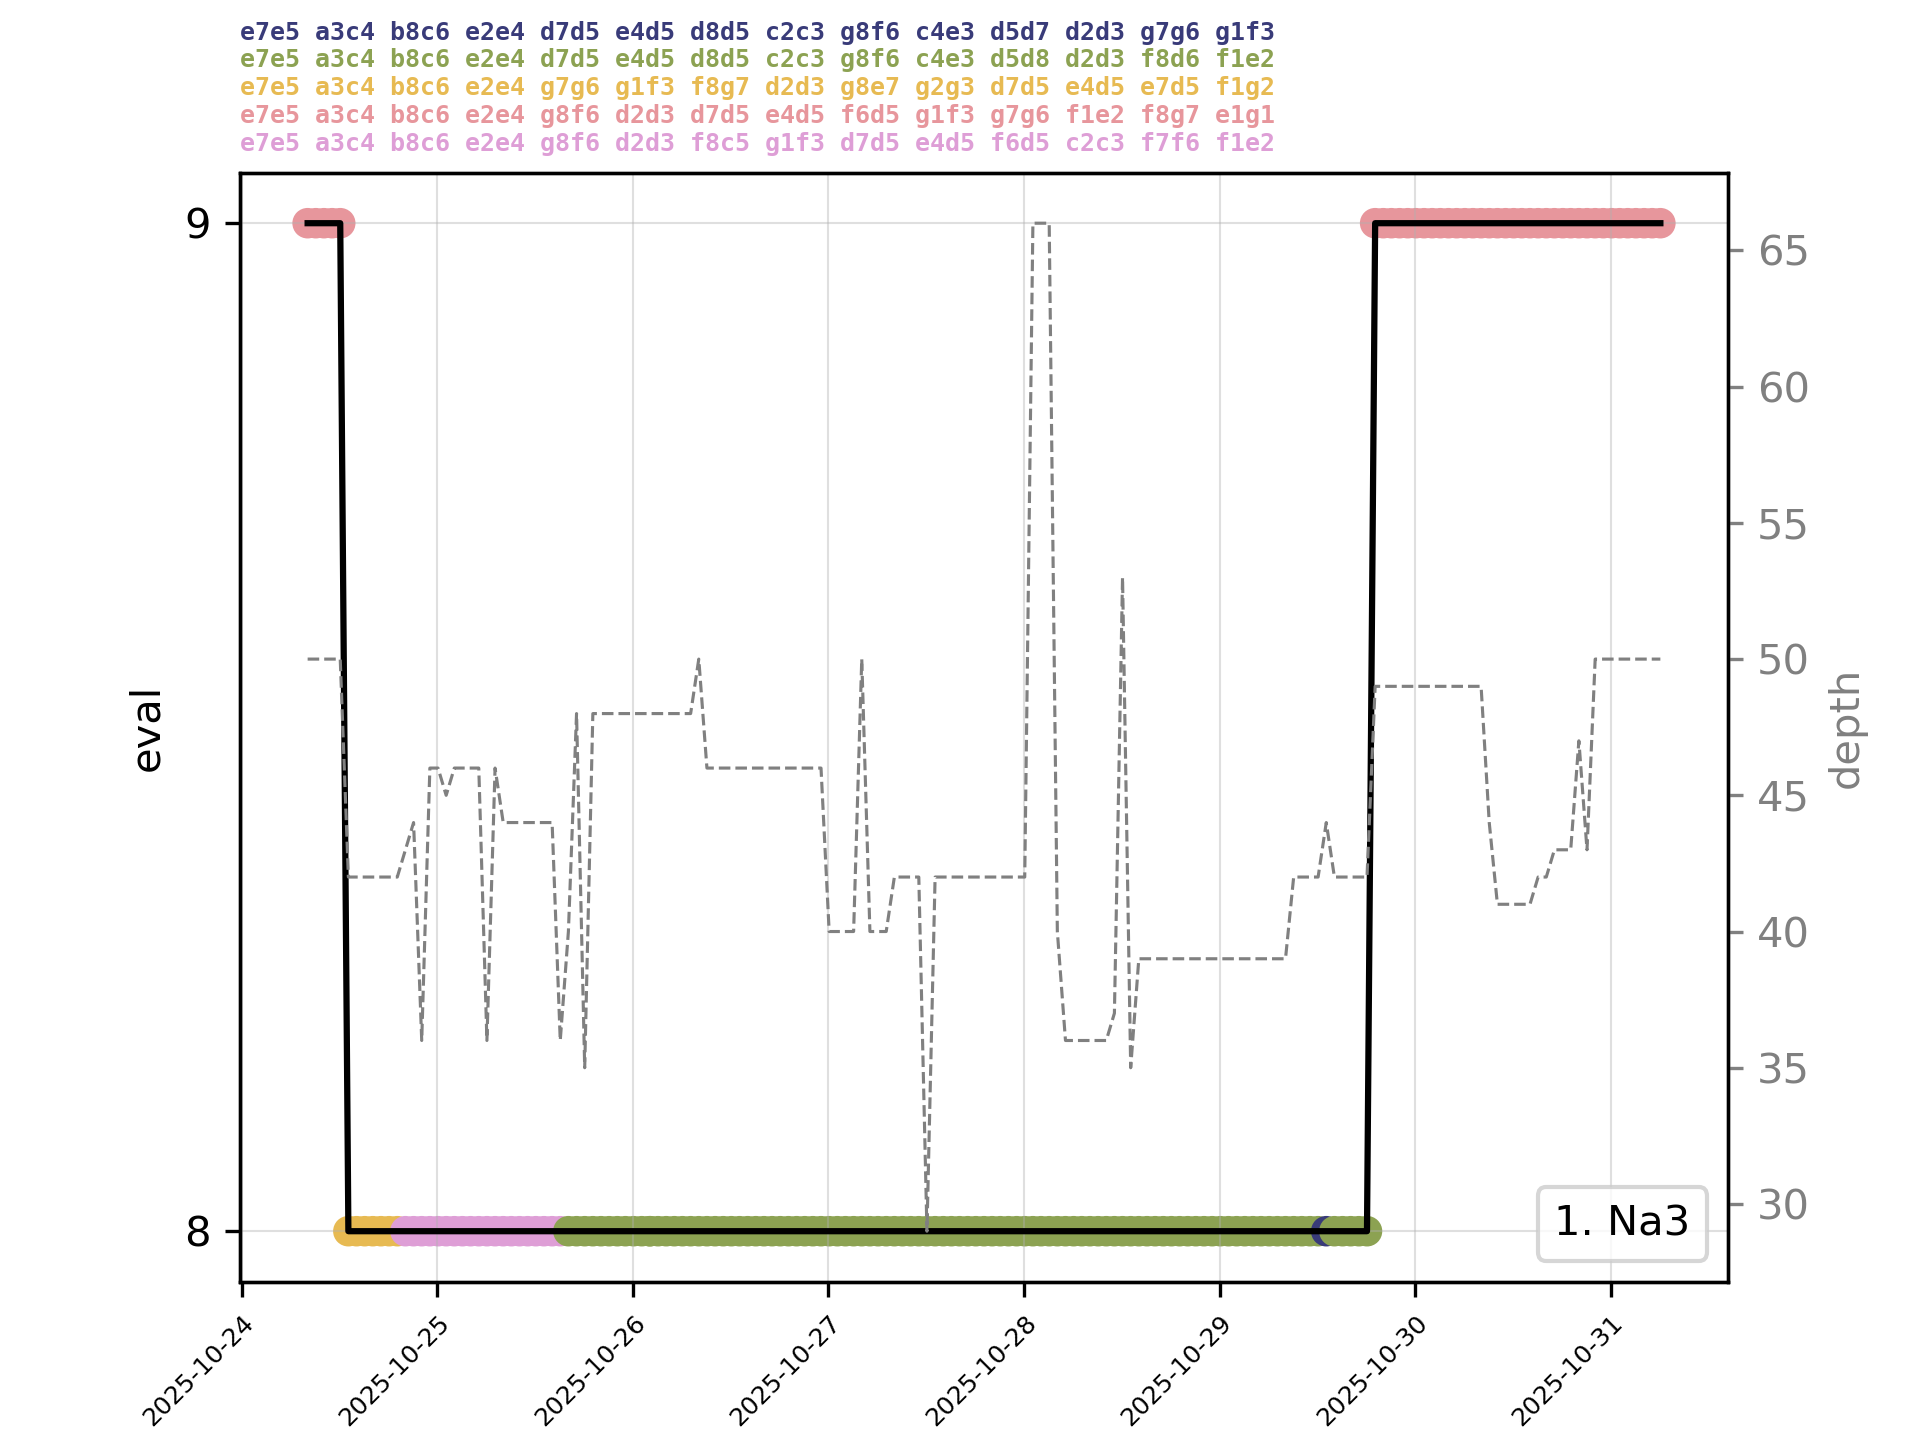 e7e5 a3c4 b8c6 e2e4 d7d5 e4d5 d8d5 c2c3 g8f6 c4e3 d5d7 d2d3 g7g6 g1f3
e7e5 a3c4 b8c6 e2e4 d7d5 e4d5 d8d5 c2c3 g8f6 c4e3 d5d8 d2d3 f8d6 f1e2
e7e5 a3c4 b8c6 e2e4 g7g6 g1f3 f8g7 d2d3 g8e7 g2g3 d7d5 e4d5 e7d5 f1g2
e7e5 a3c4 b8c6 e2e4 g8f6 d2d3 d7d5 e4d5 f6d5 g1f3 g7g6 f1e2 f8g7 e1g1
e7e5 a3c4 b8c6 e2e4 g8f6 d2d3 f8c5 g1f3 d7d5 e4d5 f6d5 c2c3 f7f6 f1e2
9
8
eval
65
60
55
50
45
40
35
30
depth
1. Na3
2025-10-24
2025-10-25
2025-10-26
2025-10-27
2025-10-28
2025-10-29
2025-10-30
2025-10-31